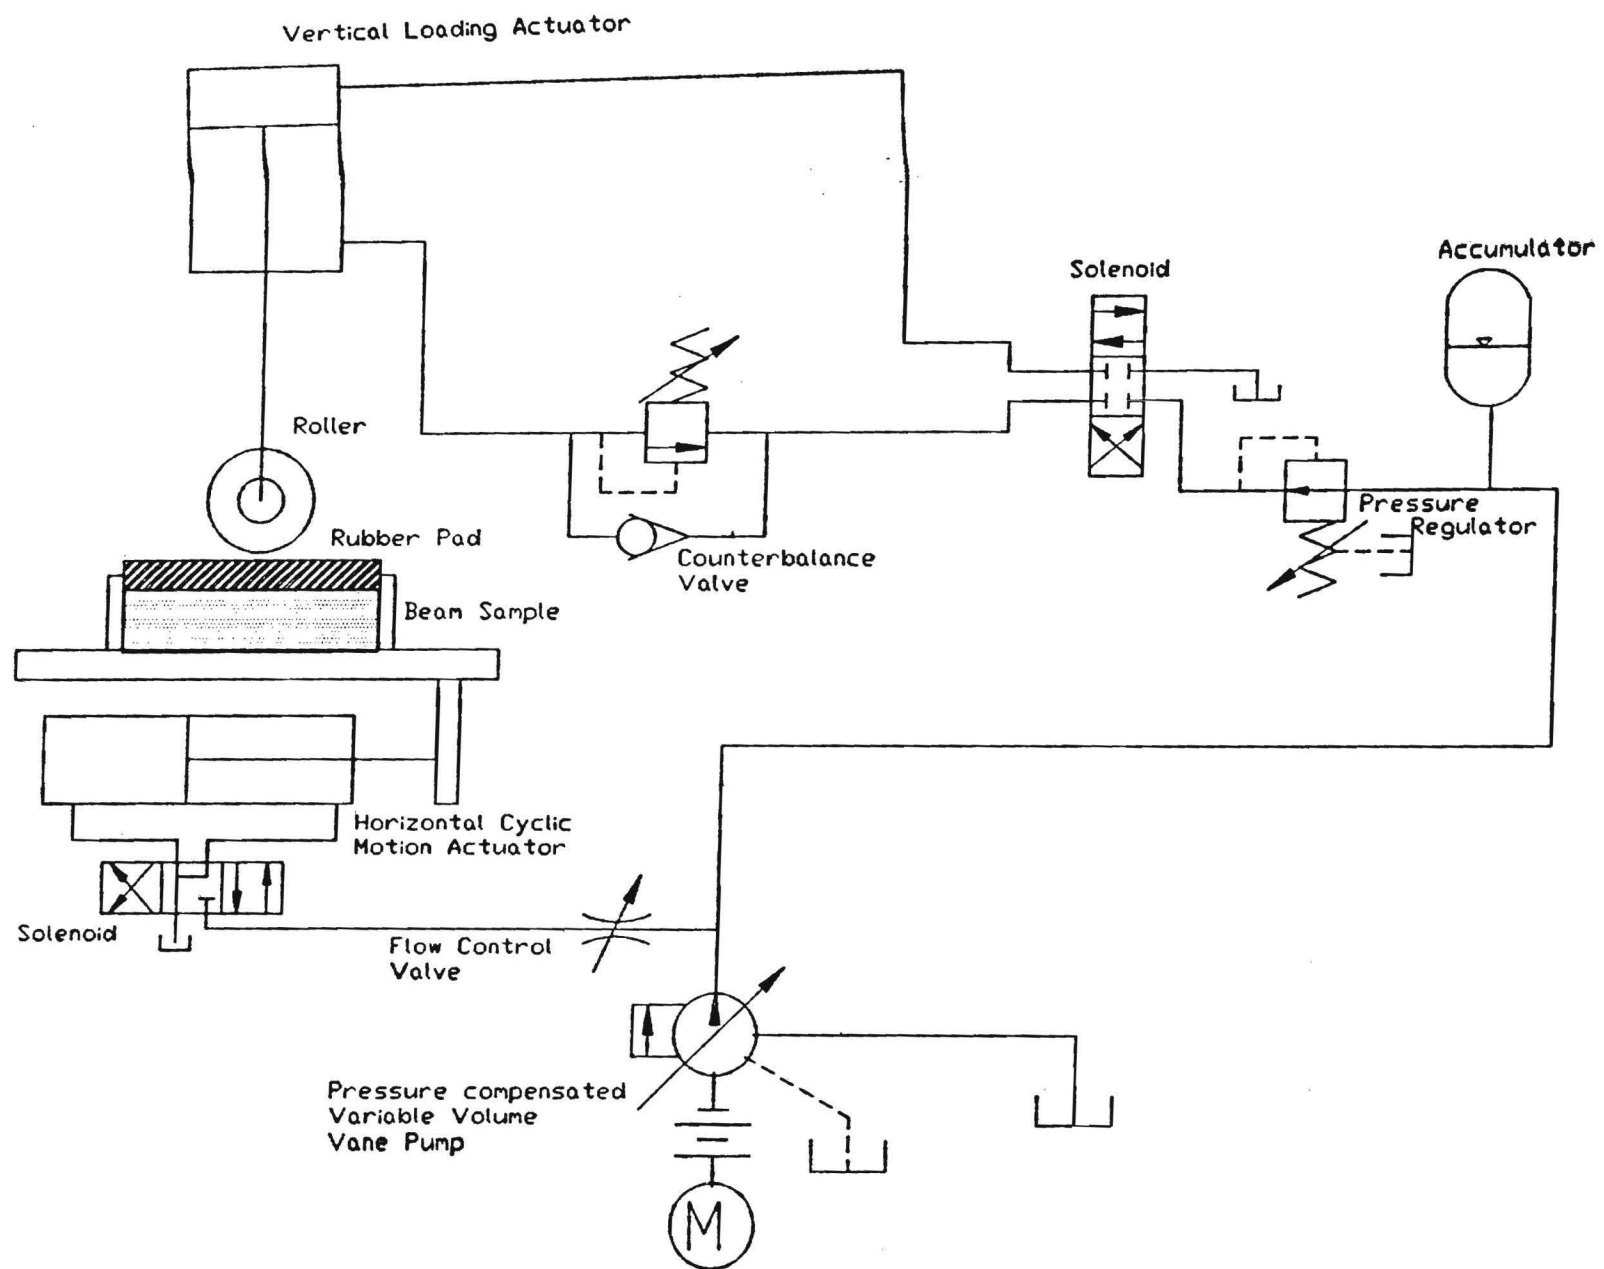 Vertical Loading Actuator
Accumulator
Solenoid
Roller
Pressure
Regulator
Rubber Pad
Counterbalance
Valve
Beam Sample
Horizontal Cyclic
Motion Actuator
Solenoid
Flow Control
Valve
Pressure compensated
Variable Volume
Vane Pump
M